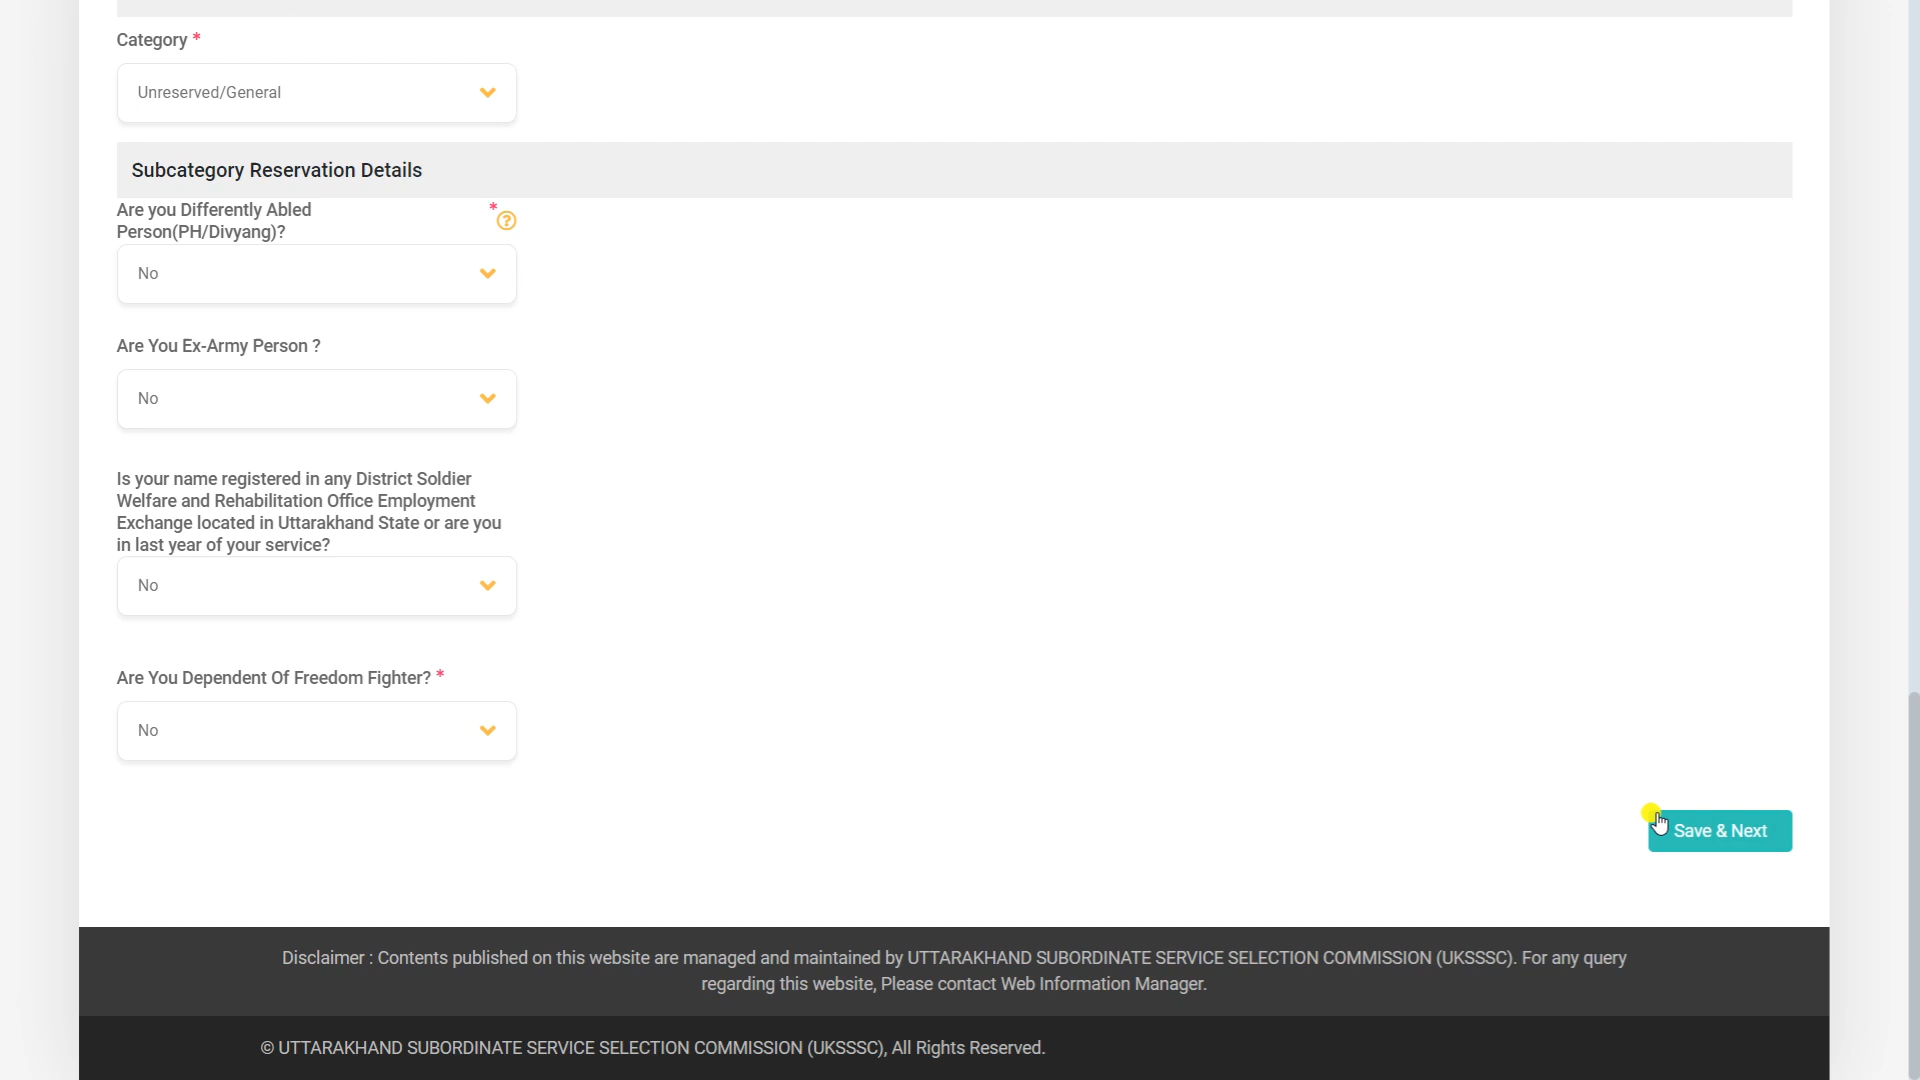 Category *
Unreserved/General
Subcategory Reservation Details
Are you Differently Abled *
Person(PH/Divyang)?
No
Are You Ex-Army Person ?
No
Is your name registered in any District Soldier
Welfare and Rehabilitation Office Employment
Exchange located in Uttarakhand State or are you
in last year of your service?
No
Are You Dependent Of Freedom Fighter? *
No
Save & Next
Disclaimer : Contents published on this website are managed and maintained by UTTARAKHAND SUBORDINATE SERVICE SELECTION COMMISSION (UKSSSC). For any query
regarding this website, Please contact Web Information Manager.
© UTTARAKHAND SUBORDINATE SERVICE SELECTION COMMISSION (UKSSSC), All Rights Reserved.